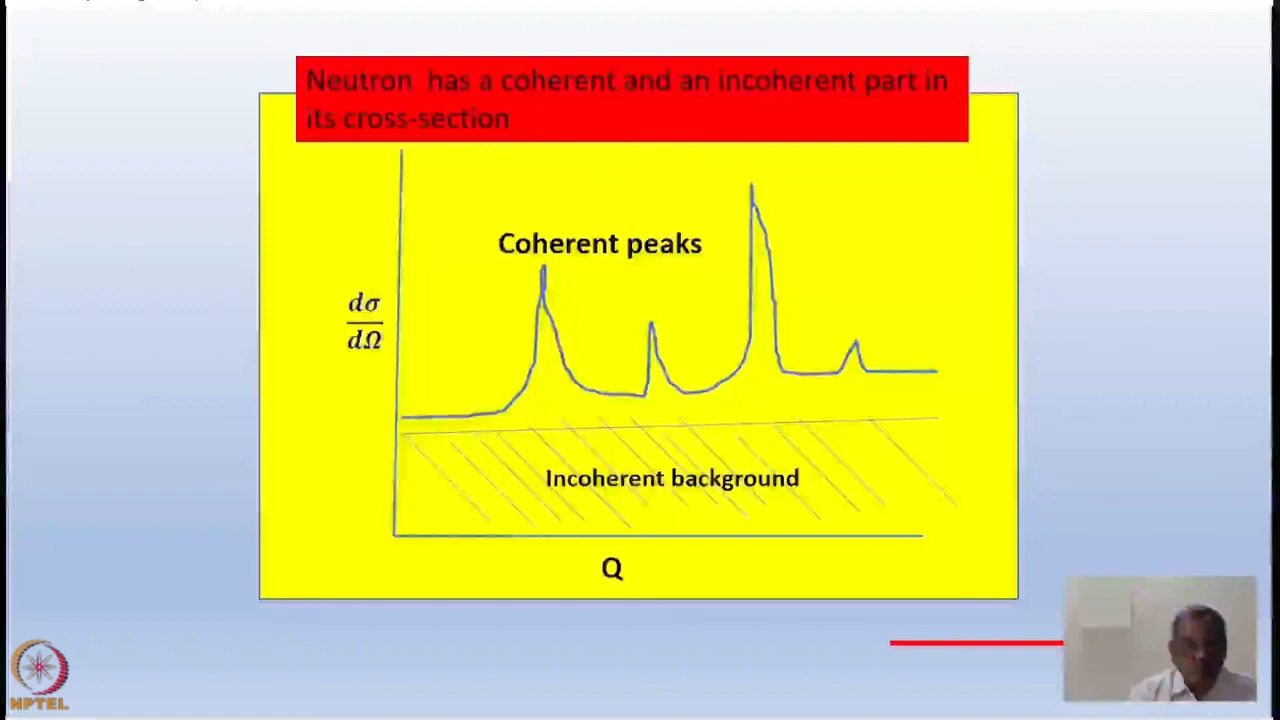 Neutron has a coherent and an incoherent part in
its cross-section
Coherent peaks
dσ
dΩ
Incoherent background
Q
NPTEL